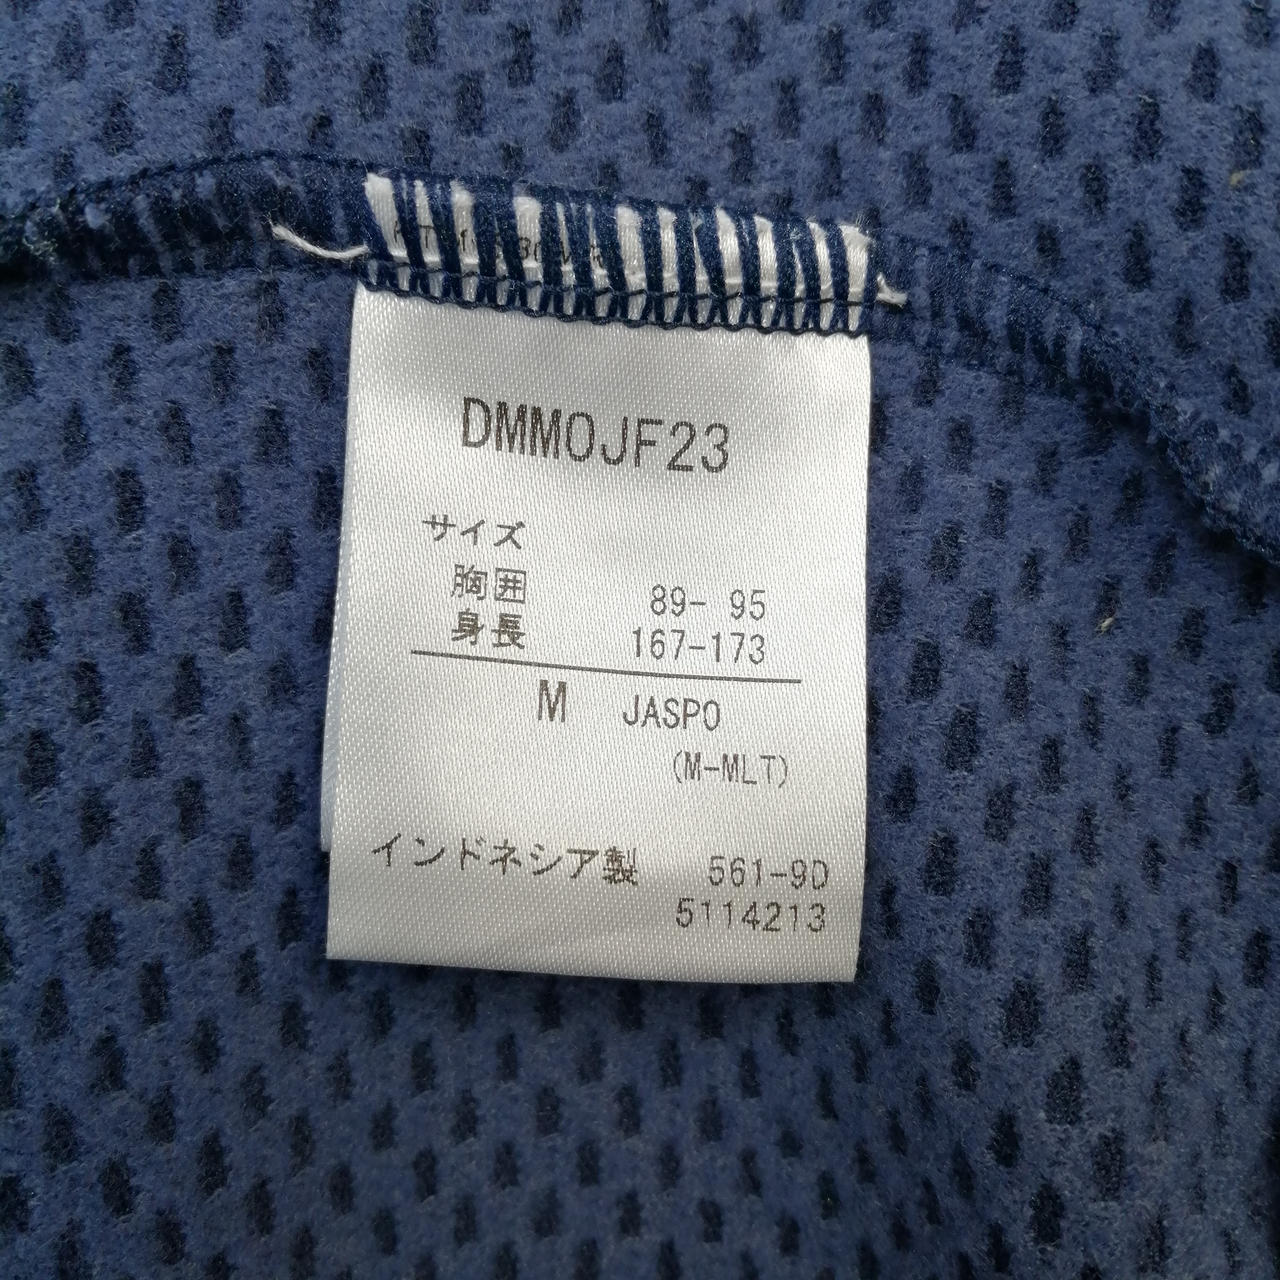 DMMOJF23
サイズ
胸囲 89- 95
身長 167-173
M JASPO
(M-MLT)
インドネシア製 561-9D
5114213